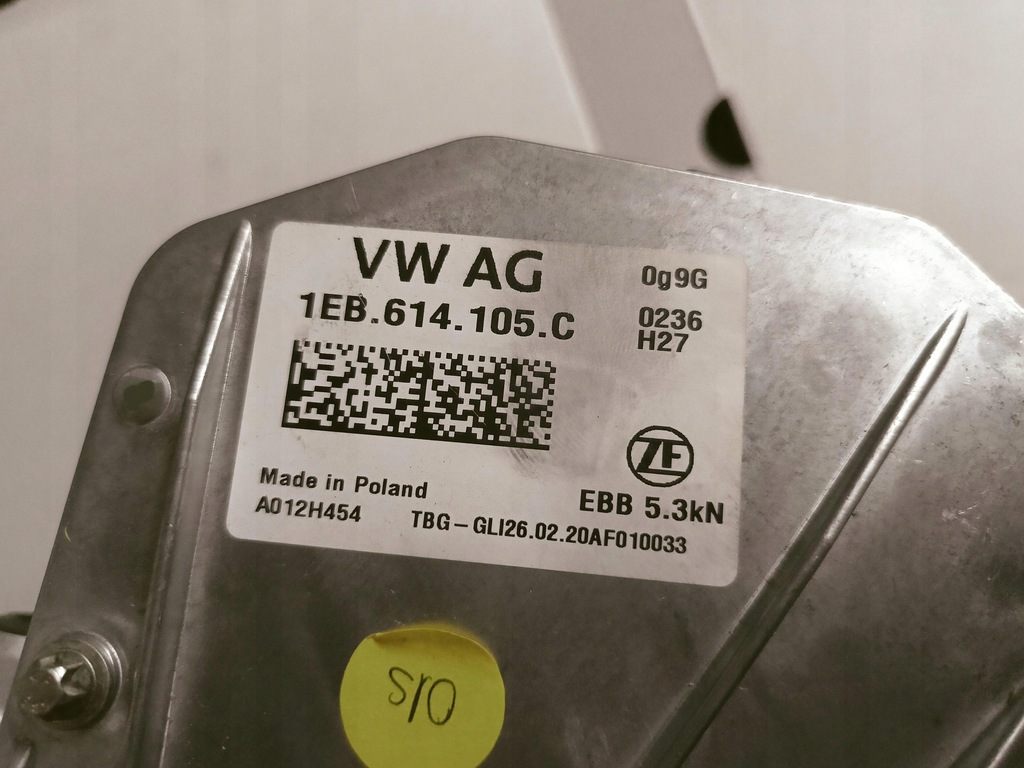 VW AG
0g9G
1EB.614.105.C
0236
H27
ZF
Made in Poland
EBB 5.3kN
A012H454
TBG-GLI26.02.20AF010033